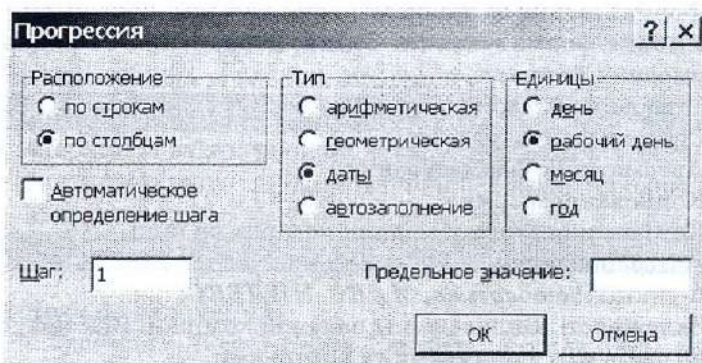 Прогрессия ? ×
Расположение
по строкам
по столбцам
Автоматическое
определение шага
Тип
арифметическая
геометрическая
даты
автозаполнение
Единицы
день
рабочий день
месяц
год
Шаг: 1
Предельное значение:
OK
Отмена